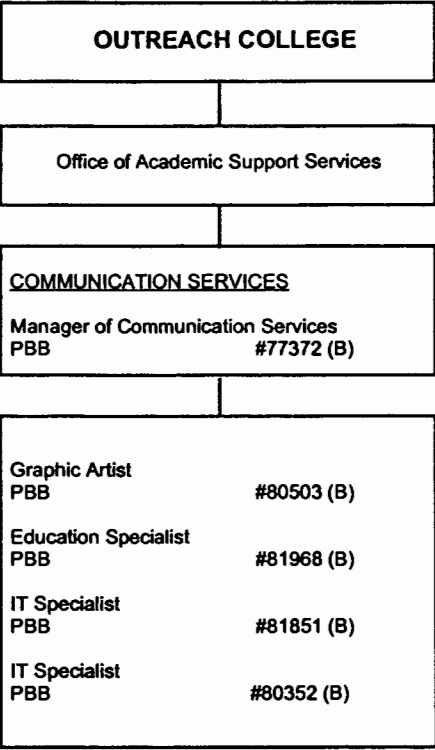 OUTREACH COLLEGE
Office of Academic Support Services
COMMUNICATION SERVICES
Manager of Communication Services
PBB #77372 (B)
Graphic Artist
PBB #80503 (B)
Education Specialist
PBB #81968 (B)
IT Specialist
PBB #81851 (B)
IT Specialist
PBB #80352 (B)